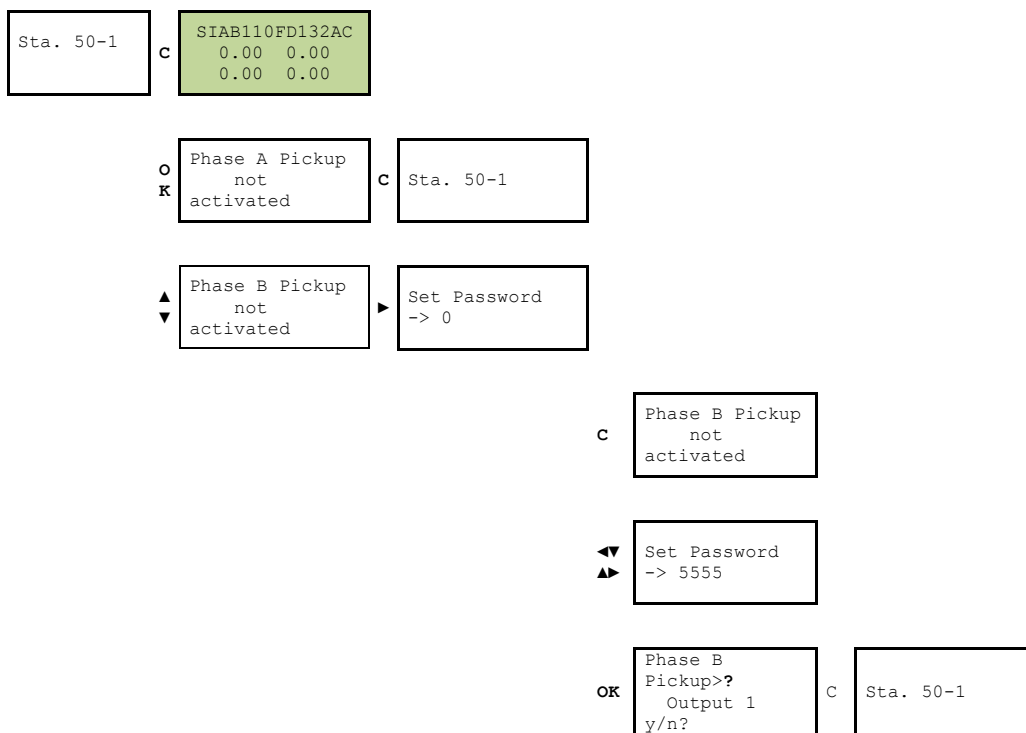 Sta. 50-1
C
SIAB110FD132AC
0.00 0.00
0.00 0.00
O
K
Phase A Pickup
not
activated
C
Sta. 50-1
▲
▼
Phase B Pickup
not
activated
►
Set Password
-> 0
C
Phase B Pickup
not
activated
◄▼
▲►
Set Password
-> 5555
OK
Phase B
Pickup>?
Output 1
y/n?
C
Sta. 50-1